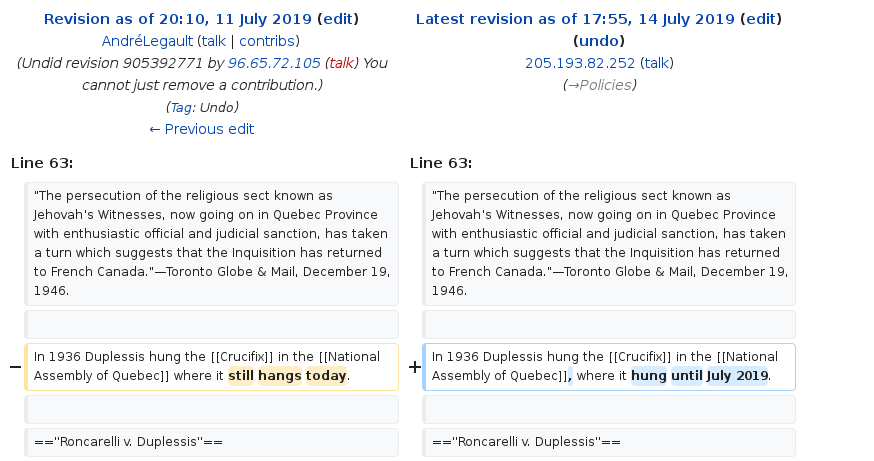 Revision as of 20:10, 11 July 2019 (edit)
AndréLegault (talk | contribs)
(Undid revision 905392771 by 96.65.72.105 (talk) You
cannot just remove a contribution.)
(Tag: Undo)
← Previous edit
Latest revision as of 17:55, 14 July 2019 (edit)
(undo)
205.193.82.252 (talk)
(→Policies)
Line 63:
Line 63:
"The persecution of the religious sect known as
Jehovah's Witnesses, now going on in Quebec Province
with enthusiastic official and judicial sanction, has taken
a turn which suggests that the Inquisition has returned
to French Canada."—Toronto Globe & Mail, December 19,
1946.
"The persecution of the religious sect known as
Jehovah's Witnesses, now going on in Quebec Province
with enthusiastic official and judicial sanction, has taken
a turn which suggests that the Inquisition has returned
to French Canada."—Toronto Globe & Mail, December 19,
1946.
− In 1936 Duplessis hung the [[Crucifix]] in the [[National
Assembly of Quebec]] where it still hangs today.
+ In 1936 Duplessis hung the [[Crucifix]] in the [[National
Assembly of Quebec]], where it hung until July 2019.
=="Roncarelli v. Duplessis"==
=="Roncarelli v. Duplessis"==